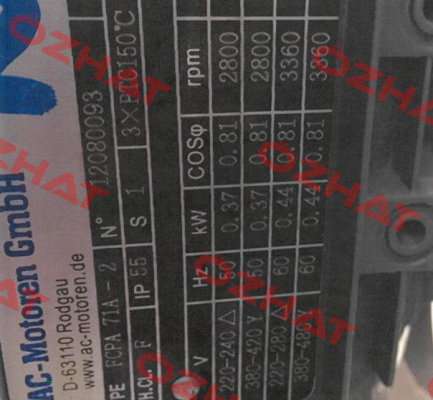 AC-Motoren GmbH
D-63110 Rodgau
www.ac-motoren.de
PE FCPA 71A-2 N° 12080093
H.CL. F IP 55 S 1 3×PTC150°C
V Hz kW COSφ rpm
220-240 △ 50 0.37 0.81 2800
380-420 Y 50 0.37 0.81 2800
220-280 △ 60 0.44 0.81 3360
380-480 Y 60 0.44 0.81 3360
OZHAT
OZHAT
OZHAT
OZHAT
OZHAT
OZHAT